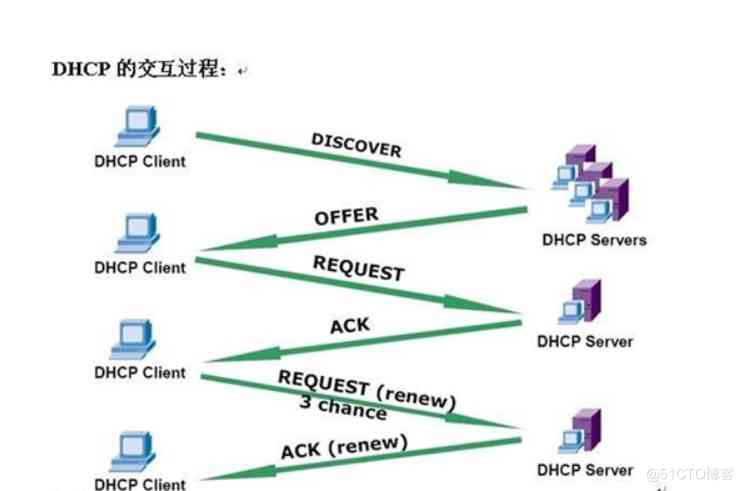 DHCP 的交互过程：
DHCP Client
DISCOVER
DHCP Servers
OFFER
DHCP Client
REQUEST
DHCP Server
ACK
DHCP Client
REQUEST (renew)
3 chance
DHCP Server
ACK (renew)
DHCP Client
@51CTO博客